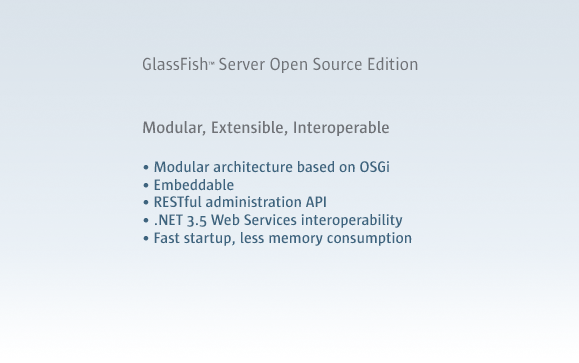 GlassFish™ Server Open Source Edition
Modular, Extensible, Interoperable
• Modular architecture based on OSGi
• Embeddable
• RESTful administration API
• .NET 3.5 Web Services interoperability
• Fast startup, less memory consumption